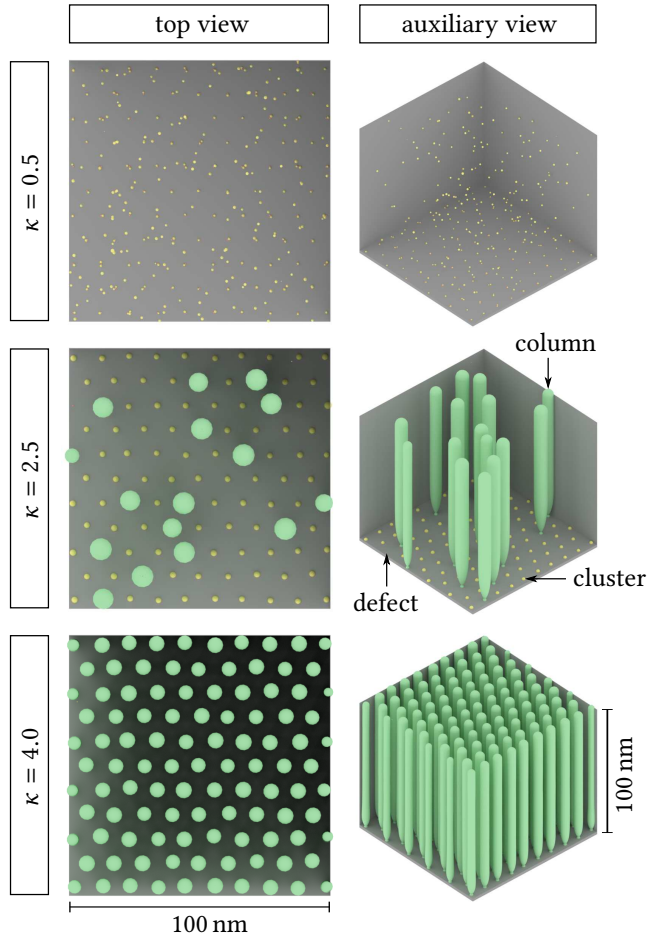 top view
auxiliary view
κ = 0.5
κ = 2.5
column
cluster
defect
κ = 4.0
100 nm
100 nm